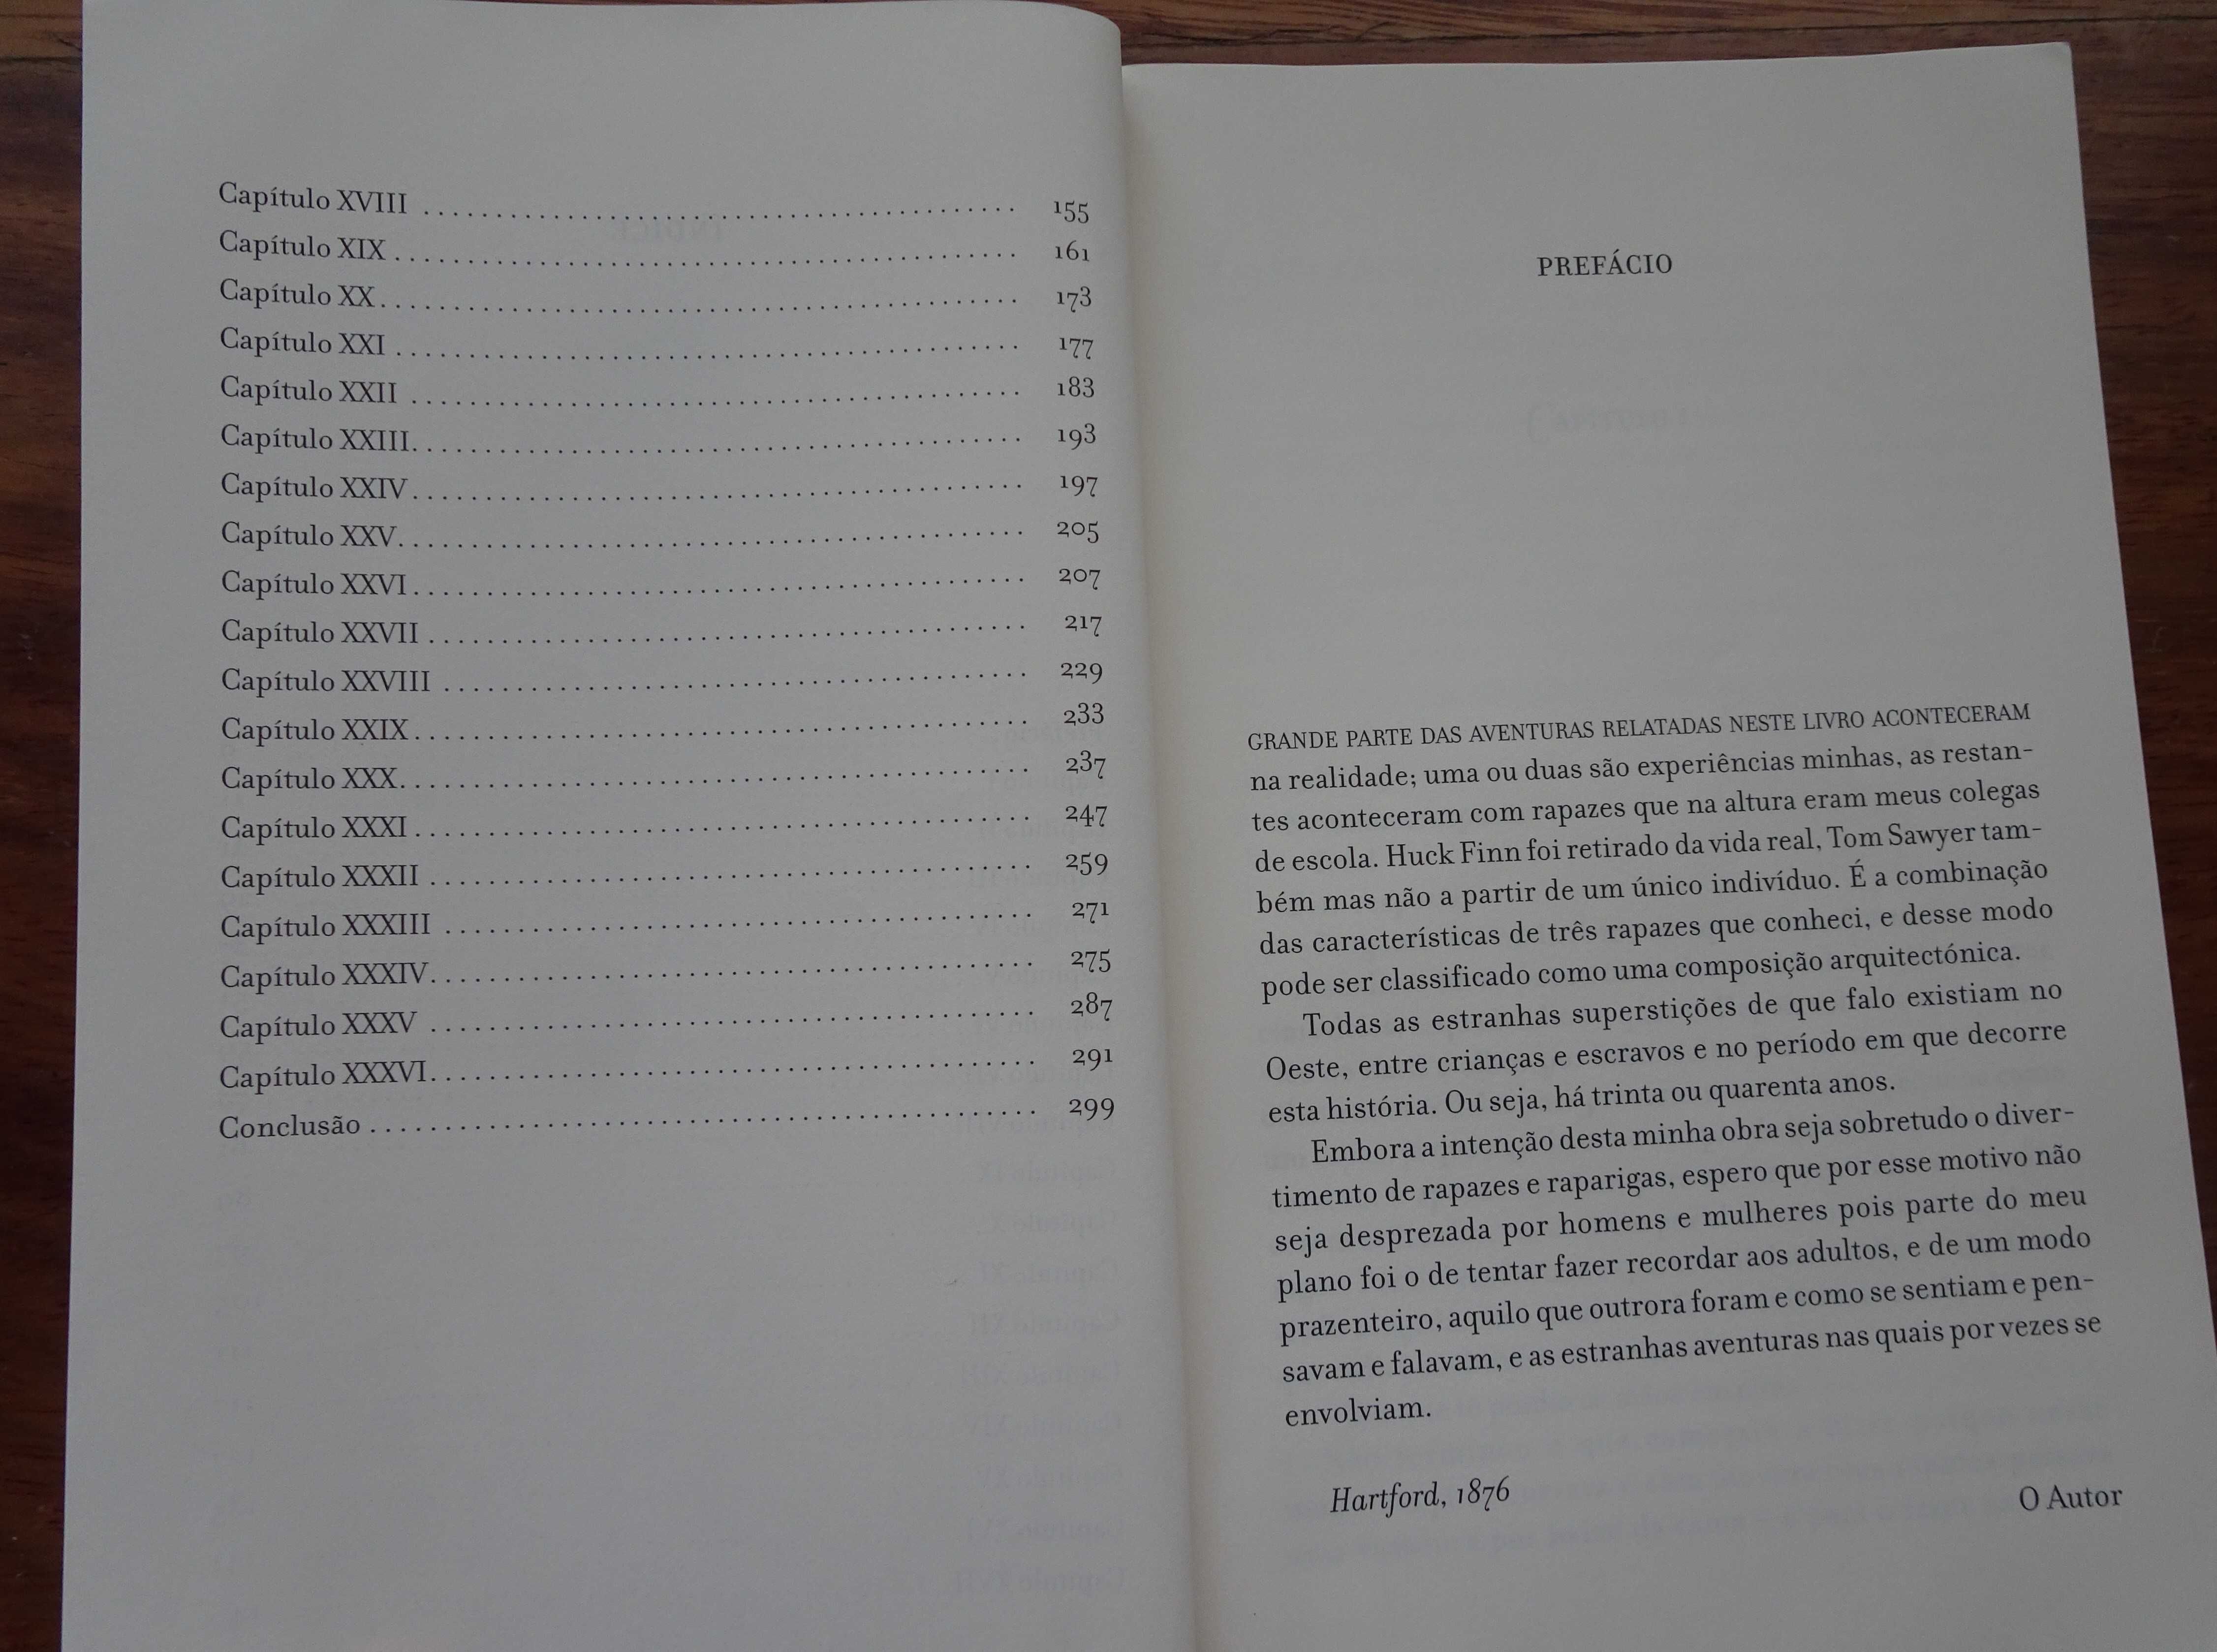 Capítulo XVIII ........................................ 155
Capítulo XIX ........................................ 161
Capítulo XX ........................................ 173
Capítulo XXI ........................................ 177
Capítulo XXII ........................................ 183
Capítulo XXIII ........................................ 193
Capítulo XXIV ........................................ 197
Capítulo XXV ........................................ 205
Capítulo XXVI ........................................ 207
Capítulo XXVII ........................................ 217
Capítulo XXVIII ........................................ 229
Capítulo XXIX ........................................ 233
Capítulo XXX ........................................ 237
Capítulo XXXI ........................................ 247
Capítulo XXXII ........................................ 259
Capítulo XXXIII ........................................ 271
Capítulo XXXIV ........................................ 275
Capítulo XXXV ........................................ 287
Capítulo XXXVI ........................................ 291
Conclusão ........................................ 299
PREFÁCIO
GRANDE PARTE DAS AVENTURAS RELATADAS NESTE LIVRO ACONTECERAM
na realidade; uma ou duas são experiências minhas, as restan-
tes aconteceram com rapazes que na altura eram meus colegas
de escola. Huck Finn foi retirado da vida real, Tom Sawyer tam-
bém mas não a partir de um único indivíduo. É a combinação
das características de três rapazes que conheci, e desse modo
pode ser classificado como uma composição arquitectónica.
Todas as estranhas superstições de que falo existiam no
Oeste, entre crianças e escravos e no período em que decorre
esta história. Ou seja, há trinta ou quarenta anos.
Embora a intenção desta minha obra seja sobretudo o diver-
timento de rapazes e raparigas, espero que por esse motivo não
seja desprezada por homens e mulheres pois parte do meu
plano foi o de tentar fazer recordar aos adultos, e de um modo
prazenteiro, aquilo que outrora foram e como se sentiam e pen-
savam e falavam, e as estranhas aventuras nas quais por vezes se
envolviam.
Hartford, 1876
O Autor